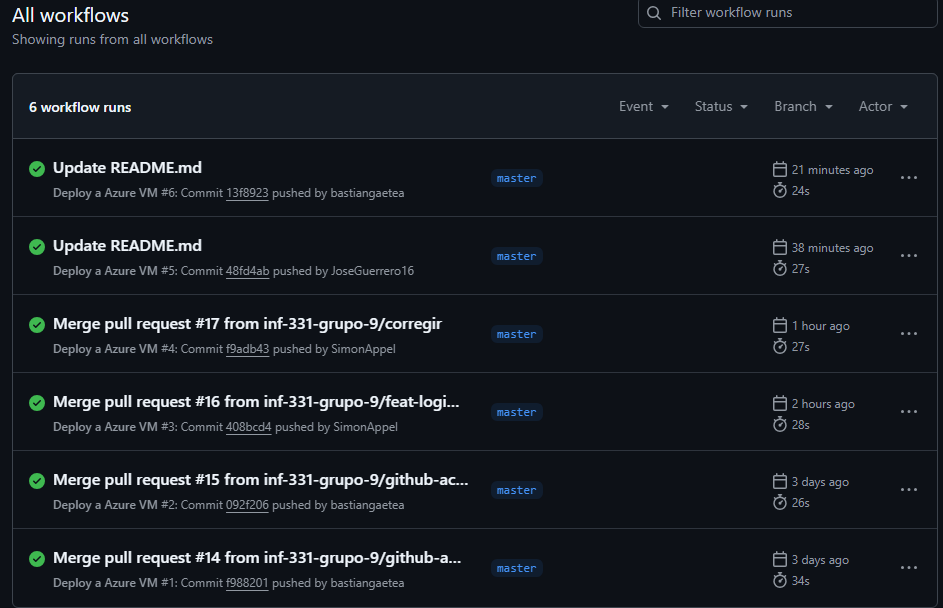 All workflows
Filter workflow runs
Showing runs from all workflows
6 workflow runs
Event Status Branch Actor
Update README.md
master
21 minutes ago
Deploy a Azure VM #6: Commit 13f8923 pushed by bastiangaetea
24s
Update README.md
master
38 minutes ago
Deploy a Azure VM #5: Commit 48fd4ab pushed by JoseGuerrero16
27s
Merge pull request #17 from inf-331-grupo-9/corregir
master
1 hour ago
Deploy a Azure VM #4: Commit f9adb43 pushed by SimonAppel
27s
Merge pull request #16 from inf-331-grupo-9/feat-logi...
master
2 hours ago
Deploy a Azure VM #3: Commit 408bcd4 pushed by SimonAppel
28s
Merge pull request #15 from inf-331-grupo-9/github-ac...
master
3 days ago
Deploy a Azure VM #2: Commit 092f206 pushed by bastiangaetea
26s
Merge pull request #14 from inf-331-grupo-9/github-a...
master
3 days ago
Deploy a Azure VM #1: Commit f988201 pushed by bastiangaetea
34s